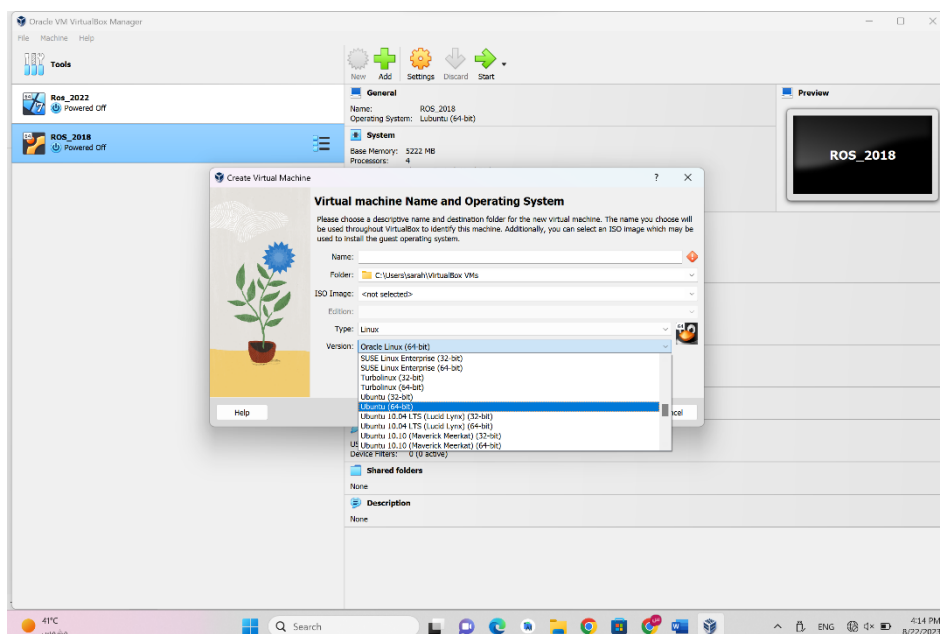 Oracle VM VirtualBox Manager
File Machine Help
Tools
New Add Settings Discard Start
Ros_2022
Powered Off
ROS_2018
Powered Off
General
Name: ROS_2018
Operating System: Lubuntu (64-bit)
System
Base Memory: 5222 MB
Processors: 4
Preview
ROS_2018
Create Virtual Machine
?
Virtual machine Name and Operating System
Please choose a descriptive name and destination folder for the new virtual machine. The name you choose will
be used throughout VirtualBox to identify this machine. Additionally, you can select an ISO image which may be
used to install the guest operating system.
Name:
Folder: C:\Users\sarah\VirtualBox VMs
ISO Image: <not selected>
Edition:
Type: Linux
Version: Oracle Linux (64-bit)
SUSE Linux Enterprise (32-bit)
SUSE Linux Enterprise (64-bit)
Turbolinux (32-bit)
Turbolinux (64-bit)
Ubuntu (32-bit)
Ubuntu (64-bit)
Ubuntu 10.04 LTS (Lucid Lynx) (32-bit)
Ubuntu 10.04 LTS (Lucid Lynx) (64-bit)
Ubuntu 10.10 (Maverick Meerkat) (32-bit)
Ubuntu 10.10 (Maverick Meerkat) (64-bit)
Help
cel
Device Filters: 0 (0 active)
Shared folders
None
Description
None
41°C
Search
ENG
4:14 PM